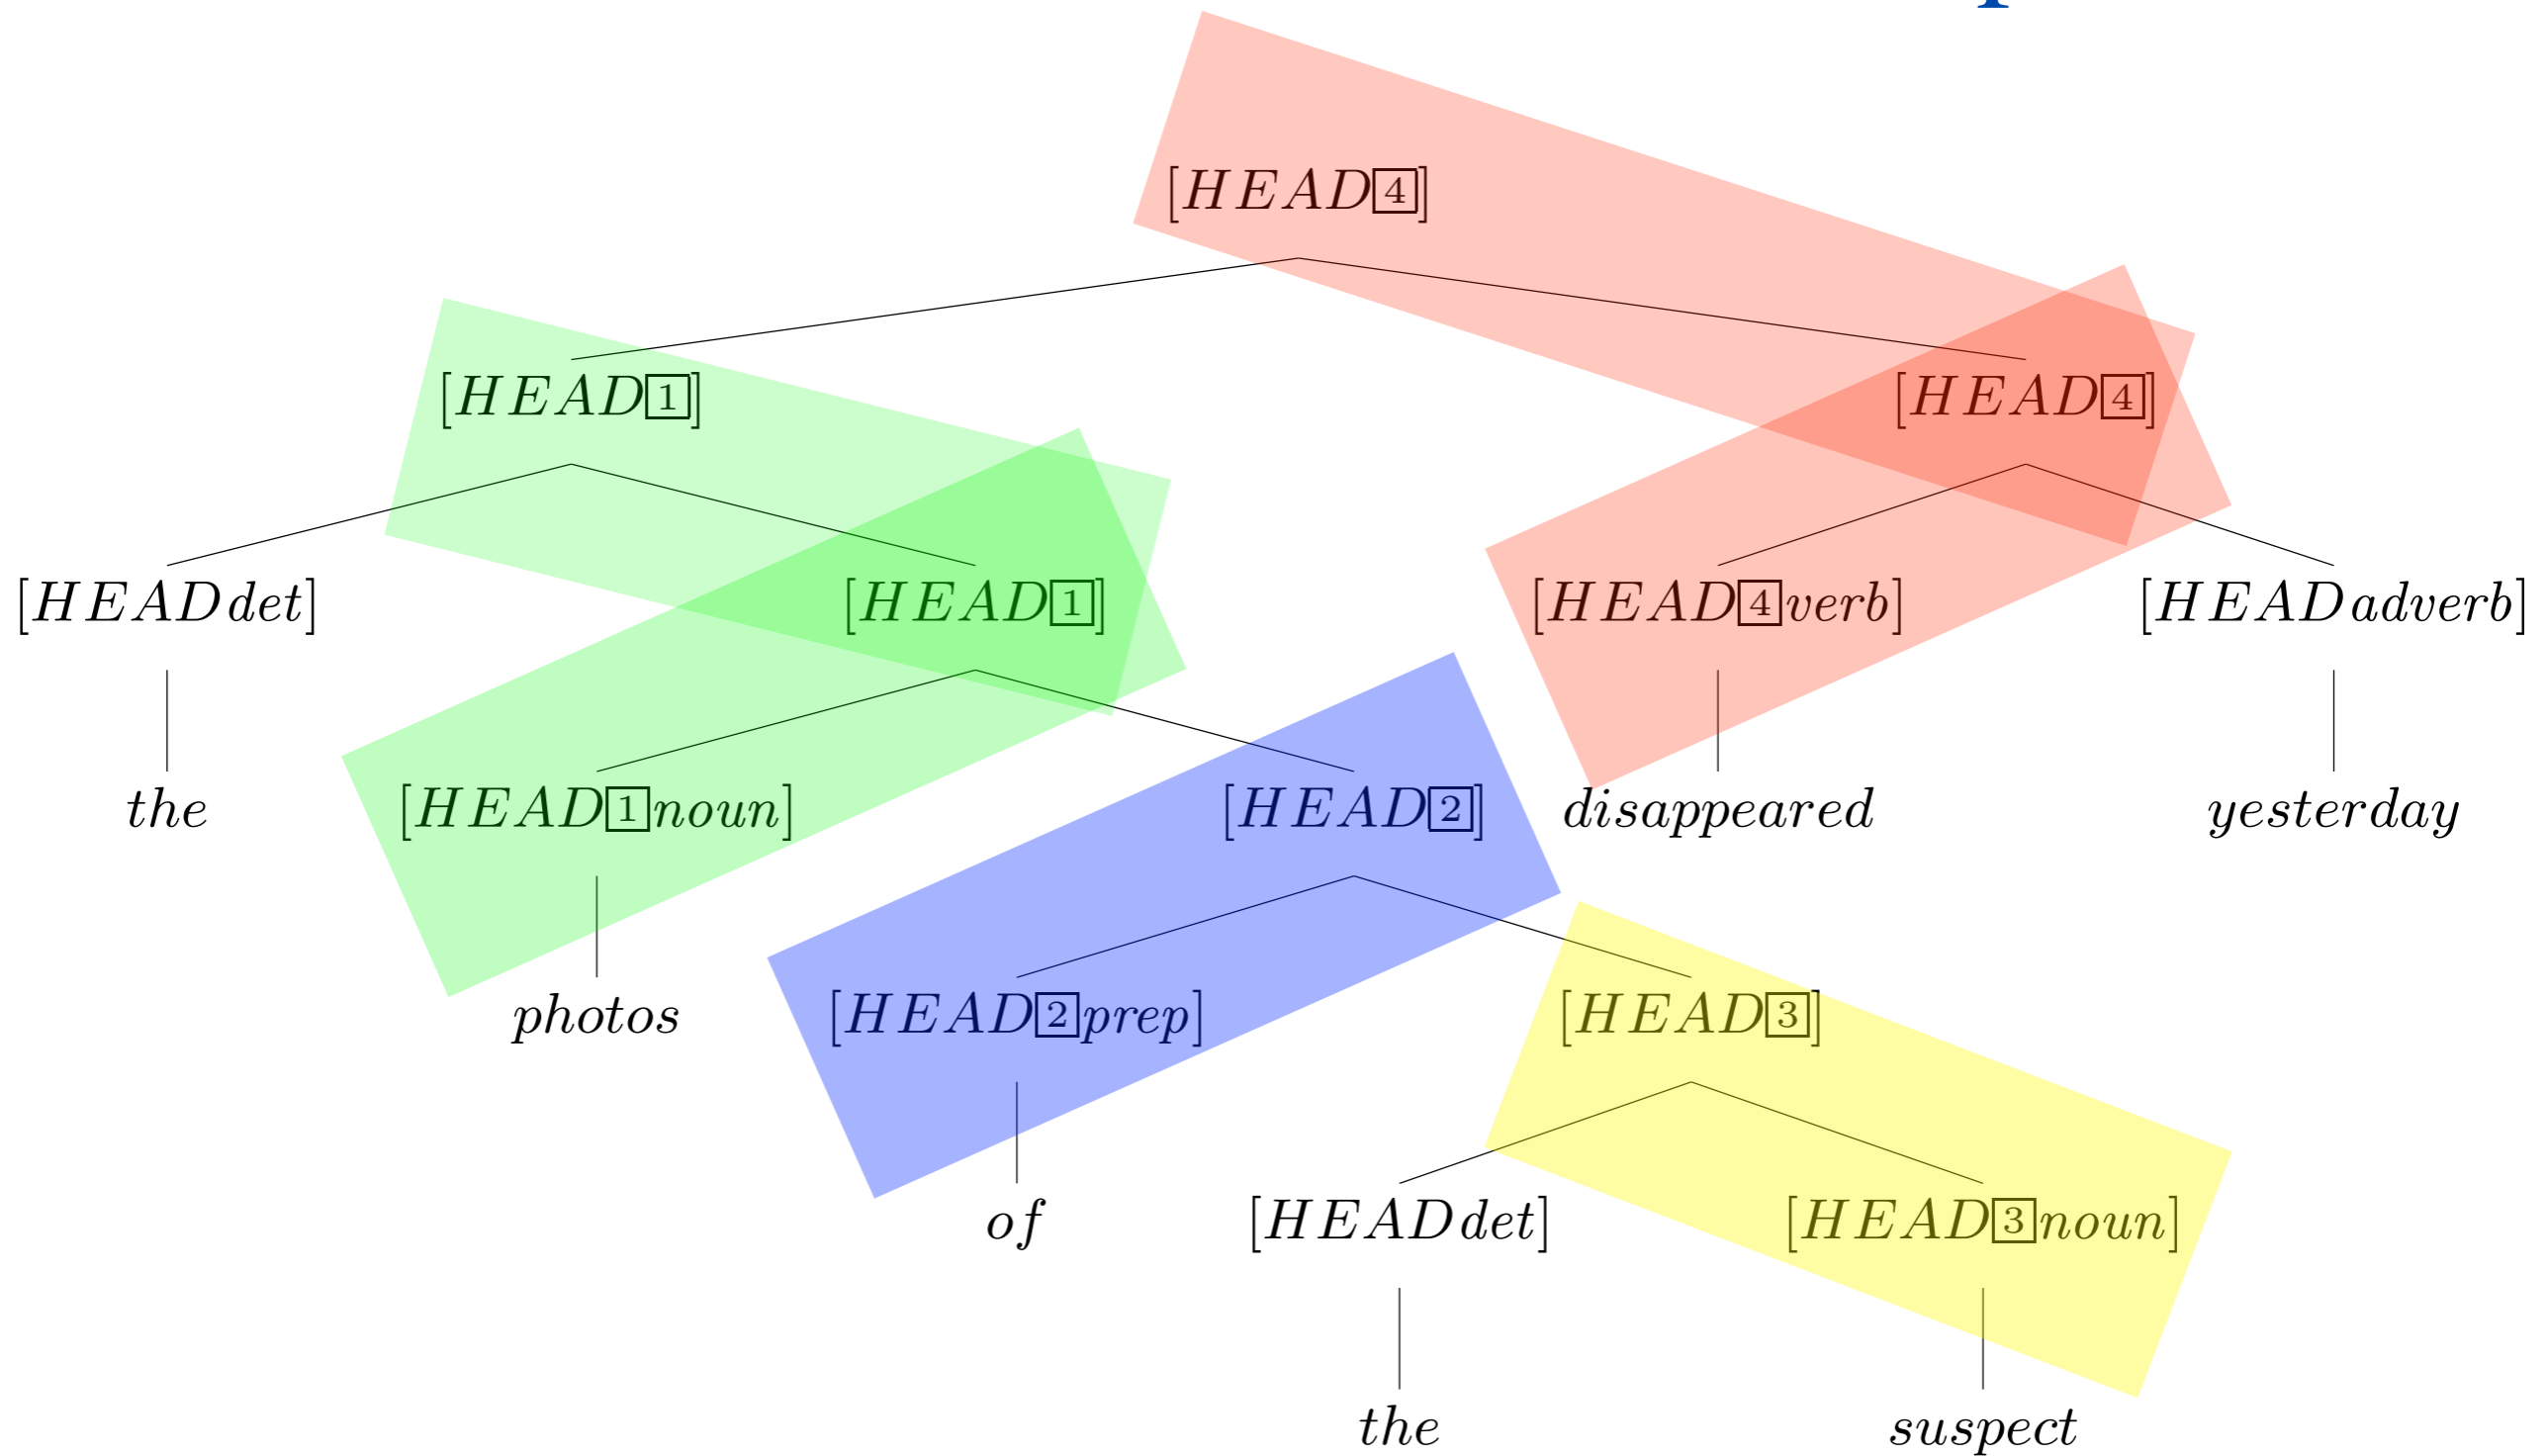 [HEAD4]
[HEAD1] [HEAD4]
[HEADdet] [HEAD1] [HEAD4verb] [HEADadverb]
the [HEAD1noun] [HEAD2] disappeared yesterday
photos [HEAD2prep] [HEAD3]
of [HEADdet] [HEAD3noun]
the suspect